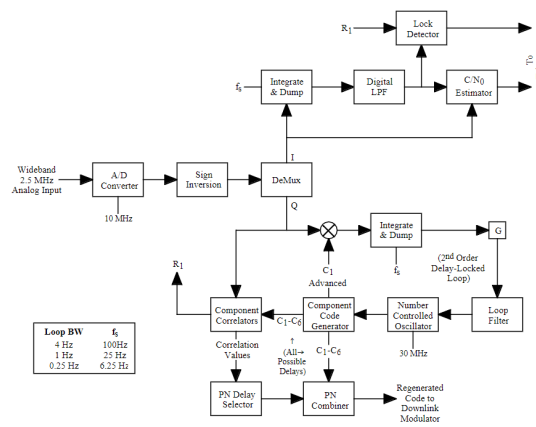 R1
Lock
Detector
To
fs
Integrate
& Dump
Digital
LPF
C/N0
Estimator
I
Wideband
2.5 MHz
Analog Input
A/D
Converter
Sign
Inversion
DeMux
10 MHz
Q
Integrate
& Dump
G
R1
C1
Advanced
fs
(2nd Order
Delay-Locked
Loop)
Component
Correlators
C1-C6
Component
Code
Generator
Number
Controlled
Oscillator
Loop
Filter
Loop BW fs
4 Hz 100Hz
1 Hz 25 Hz
0.25 Hz 6.25 Hz
Correlation
Values
↑
(All→
Possible
Delays)
C1-C6
30 MHz
PN Delay
Selector
PN
Combiner
Regenerated
Code to
Downlink
Modulator